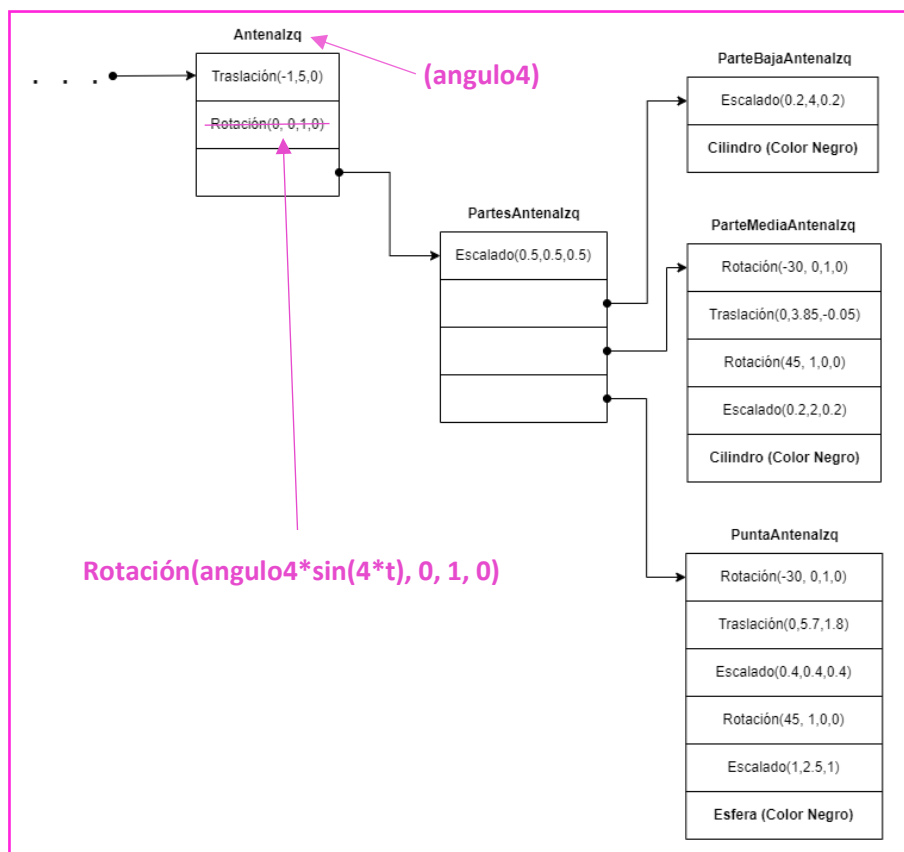 AntenaIzq
. . .
Traslación(-1,5,0)
Rotación(0, 0,1,0)
(angulo4)
PartesAntenaIzq
Escalado(0.5,0.5,0.5)
ParteBajaAntenaIzq
Escalado(0.2,4,0.2)
Cilindro (Color Negro)
ParteMediaAntenaIzq
Rotación(-30, 0,1,0)
Traslación(0,3.85,-0.05)
Rotación(45, 1,0,0)
Escalado(0.2,2,0.2)
Cilindro (Color Negro)
Rotación(angulo4*sin(4*t), 0, 1, 0)
PuntaAntenaIzq
Rotación(-30, 0,1,0)
Traslación(0,5.7,1.8)
Escalado(0.4,0.4,0.4)
Rotación(45, 1,0,0)
Escalado(1,2.5,1)
Esfera (Color Negro)